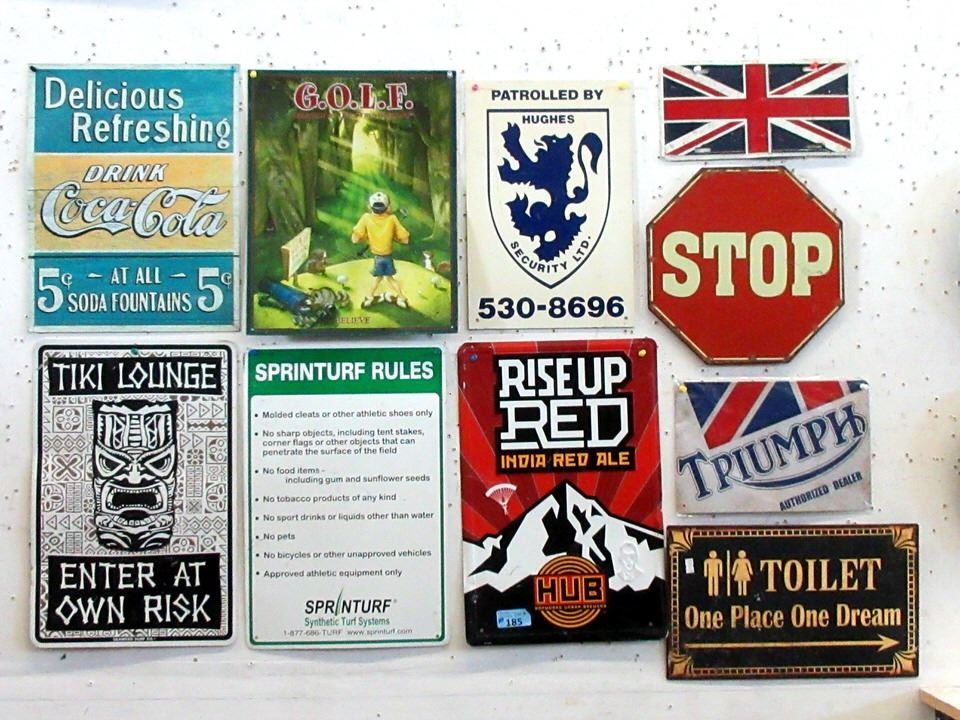 Delicious
Refreshing
DRINK
Coca-Cola
5¢ - AT ALL - 5¢
SODA FOUNTAINS
G.O.L.F.
BELIEVE
PATROLLED BY
HUGHES
SECURITY LTD.
530-8696
STOP
TIKI LOUNGE
ENTER AT
OWN RISK
SPRINTURF RULES
• Molded cleats or other athletic shoes only
• No sharp objects, including tent stakes,
corner flags or other objects that can
penetrate the surface of the field
• No food items -
including gum and sunflower seeds
• No tobacco products of any kind
• No sport drinks or liquids other than water
• No pets
• No bicycles or other unapproved vehicles
• Approved athletic equipment only
SPRINTURF®
Synthetic Turf Systems
1-877-686-TURF www.sprinturf.com
RISE UP
RED
INDIA RED ALE
HUB
185
TRIUMPH
AUTHORIZED DEALER
TOILET
One Place One Dream